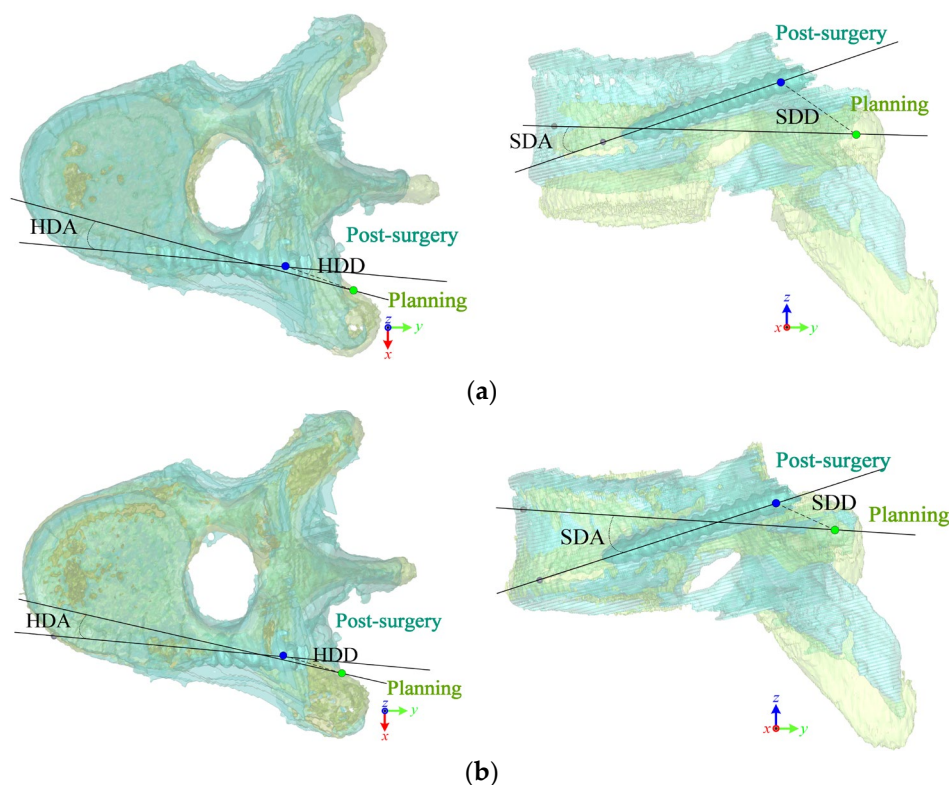 Post-surgery
Planning
SDD
SDA
HDA
Post-surgery
HDD
Planning
z
y
x
z
x
y
(a)
Post-surgery
SDD
Planning
SDA
HDA
Post-surgery
HDD
Planning
z
y
x
z
x
y
(b)